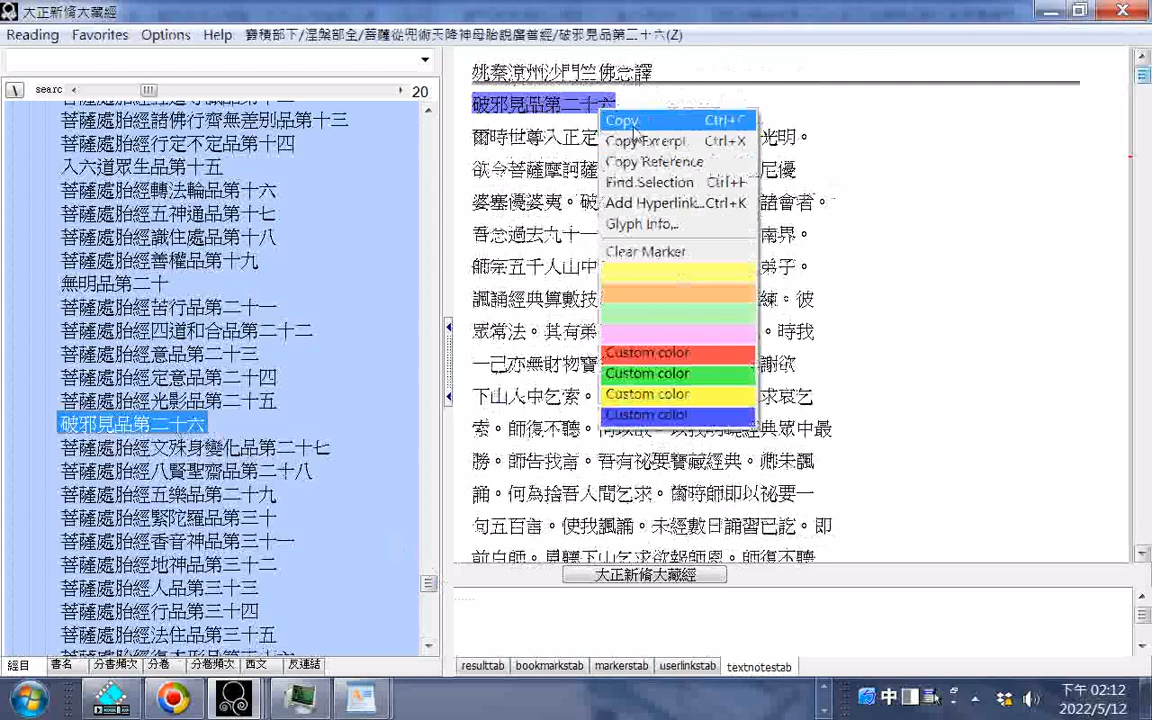 大正新脩大藏經
Reading Favorites Options Help 寶積部下/涅槃部全/菩薩從兜術天降神母胎說廣普經/破邪見品第二十六(Z)
searc 20
菩薩處胎經諸佛行齊無差別品第十三
菩薩處胎經行定不定品第十四
入六道眾生品第十五
菩薩處胎經轉法輪品第十六
菩薩處胎經五神通品第十七
菩薩處胎經識住處品第十八
菩薩處胎經善權品第十九
無明品第二十
菩薩處胎經苦行品第二十一
菩薩處胎經四道和合品第二十二
菩薩處胎經意品第二十三
菩薩處胎經定意品第二十四
菩薩處胎經光影品第二十五
破邪見品第二十六
菩薩處胎經文殊身變化品第二十七
菩薩處胎經八賢聖齋品第二十八
菩薩處胎經五樂品第二十九
菩薩處胎經緊陀羅品第三十
菩薩處胎經香音神品第三十一
菩薩處胎經地神品第三十二
菩薩處胎經人品第三十三
菩薩處胎經行品第三十四
菩薩處胎經法住品第三十五
經目 書名 分書頻次 分卷 分卷頻次 西文 反連結
姚秦涼州沙門竺佛念譯
破邪見品第二十六
爾時世尊入正定 光明。
欲令菩薩摩訶薩 尼優
婆塞優婆夷。破 諸會者。
吾念過去九十一 南界。
師宗五千人山中 弟子。
諷誦經典算數技 練。彼
眾常法。其有弟 。時我
一己亦無財物寶 謝欲
下山人中乞索。 求哀乞
索。師復不聽。 經典眾中最
勝。師告我言。吾有祕要寶藏經典。卿未諷
誦。何為捨吾人間乞求。爾時師即以祕要一
句五百言。使我諷誦。未經數日誦習已訖。即
前白師。 下山乞求欲報師恩。師復不聽
Copy Ctrl+C
Copy Excerpt Ctrl+X
Copy Reference
Find Selection Ctrl+F
Add Hyperlink... Ctrl+K
Glyph Info...
Clear Marker
Custom color
Custom color
Custom color
Custom color
大正新脩大藏經
resulttab bookmarkstab markerstab userlinkstab textnotestab
中
下午 02:12
2022/5/12